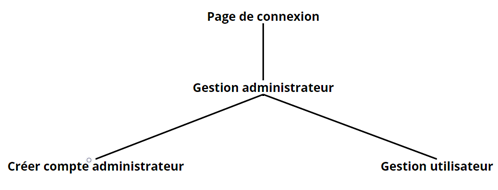 Page de connexion
Gestion administrateur
Créer compte administrateur
Gestion utilisateur